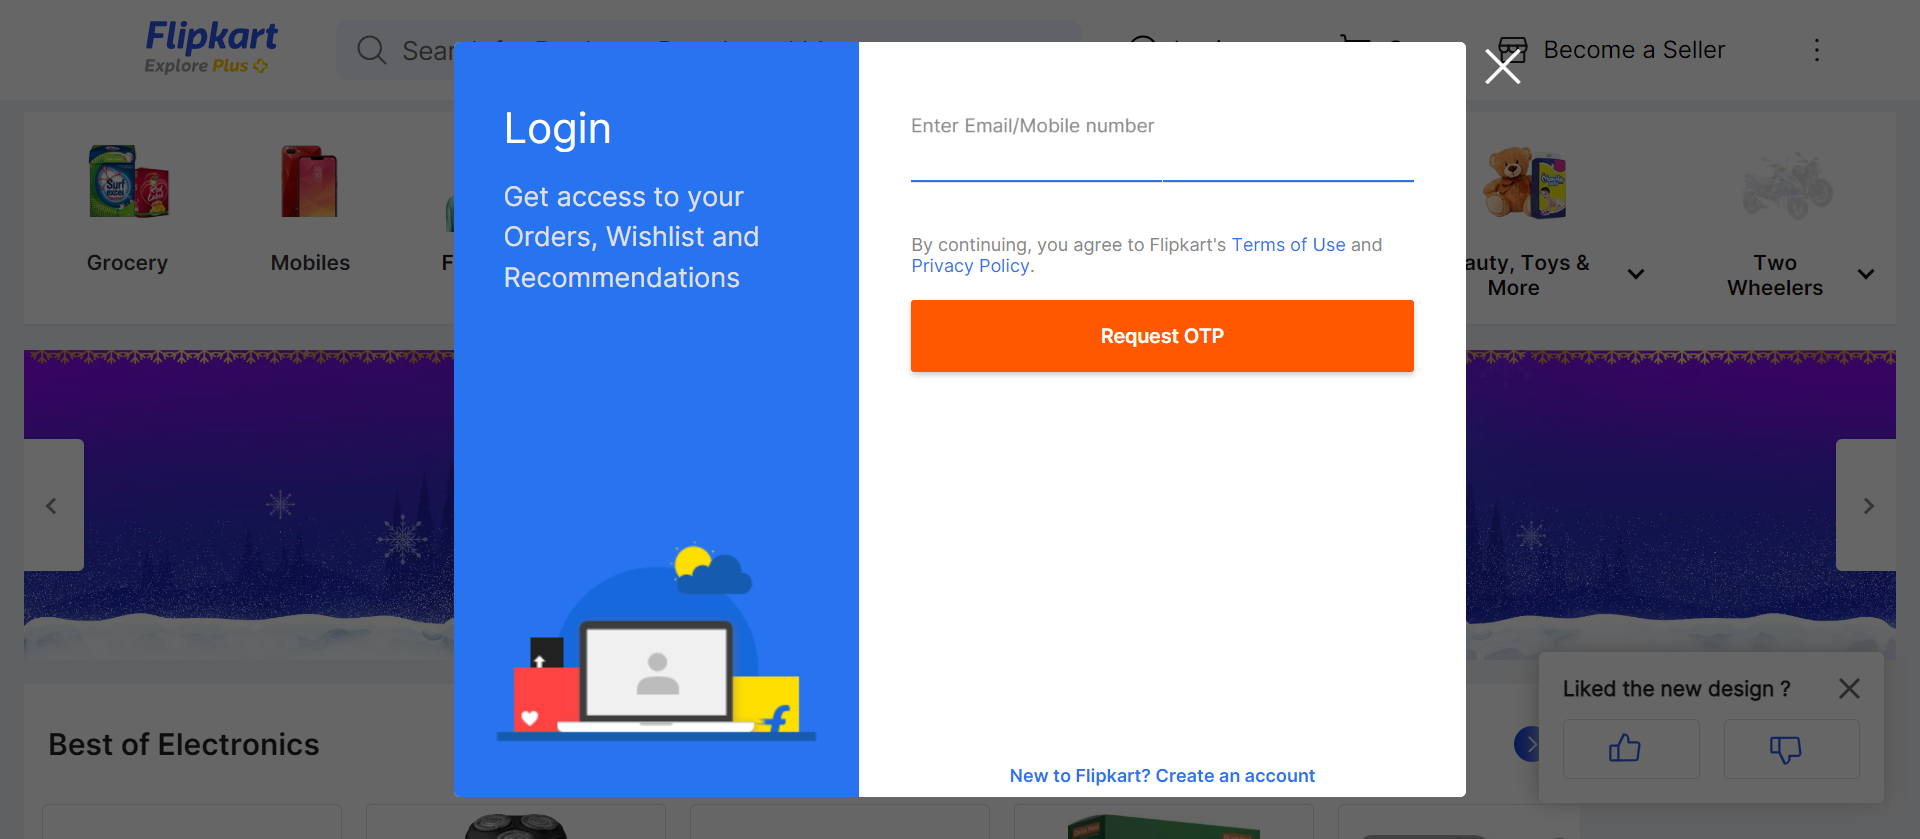 Flipkart
Explore Plus
Become a Seller
Login
Get access to your
Orders, Wishlist and
Recommendations
Enter Email/Mobile number
By continuing, you agree to Flipkart's Terms of Use and
Privacy Policy.
Request OTP
New to Flipkart? Create an account
Surf
excel
Grocery
Mobiles
auty, Toys &
More
Two
Wheelers
Liked the new design ?
Best of Electronics